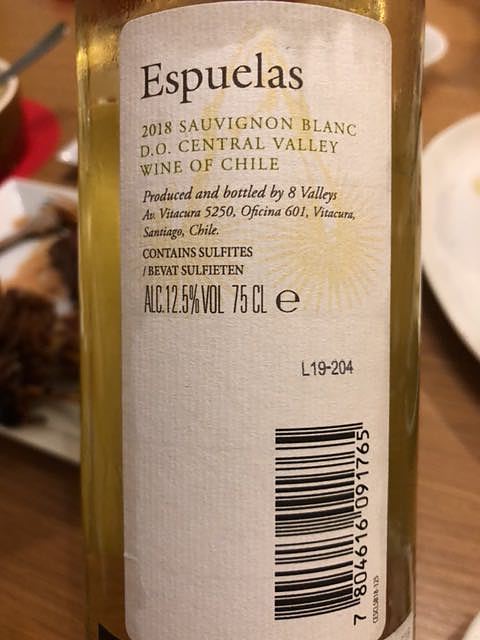 Espuelas
2018 SAUVIGNON BLANC
D.O. CENTRAL VALLEY
WINE OF CHILE
Produced and bottled by 8 Valleys
Av. Vitacura 5250, Oficina 601, Vitacura,
Santiago, Chile.
CONTAINS SULFITES
/ BEVAT SULFIETEN
ALC.12.5%VOL 75 CL e
L19-204
7 804616 091765